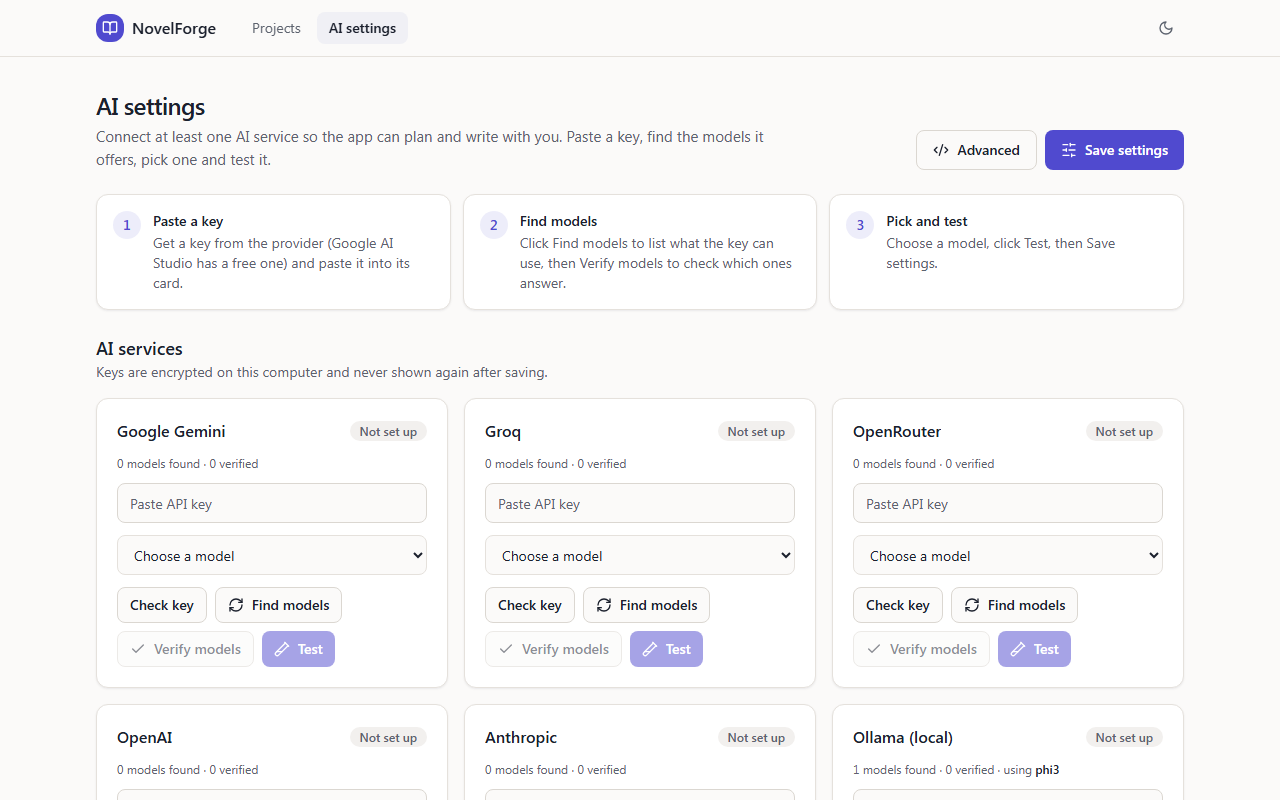 NovelForge Projects AI settings
AI settings
Connect at least one AI service so the app can plan and write with you. Paste a key, find the models it
offers, pick one and test it.
Advanced Save settings
1 Paste a key
Get a key from the provider (Google AI
Studio has a free one) and paste it into its
card.
2 Find models
Click Find models to list what the key can
use, then Verify models to check which ones
answer.
3 Pick and test
Choose a model, click Test, then Save
settings.
AI services
Keys are encrypted on this computer and never shown again after saving.
Google Gemini Not set up
0 models found · 0 verified
Paste API key
Choose a model
Check key Find models
Verify models Test
Groq Not set up
0 models found · 0 verified
Paste API key
Choose a model
Check key Find models
Verify models Test
OpenRouter Not set up
0 models found · 0 verified
Paste API key
Choose a model
Check key Find models
Verify models Test
OpenAI Not set up
0 models found · 0 verified
Anthropic Not set up
0 models found · 0 verified
Ollama (local) Not set up
1 models found · 0 verified · using phi3